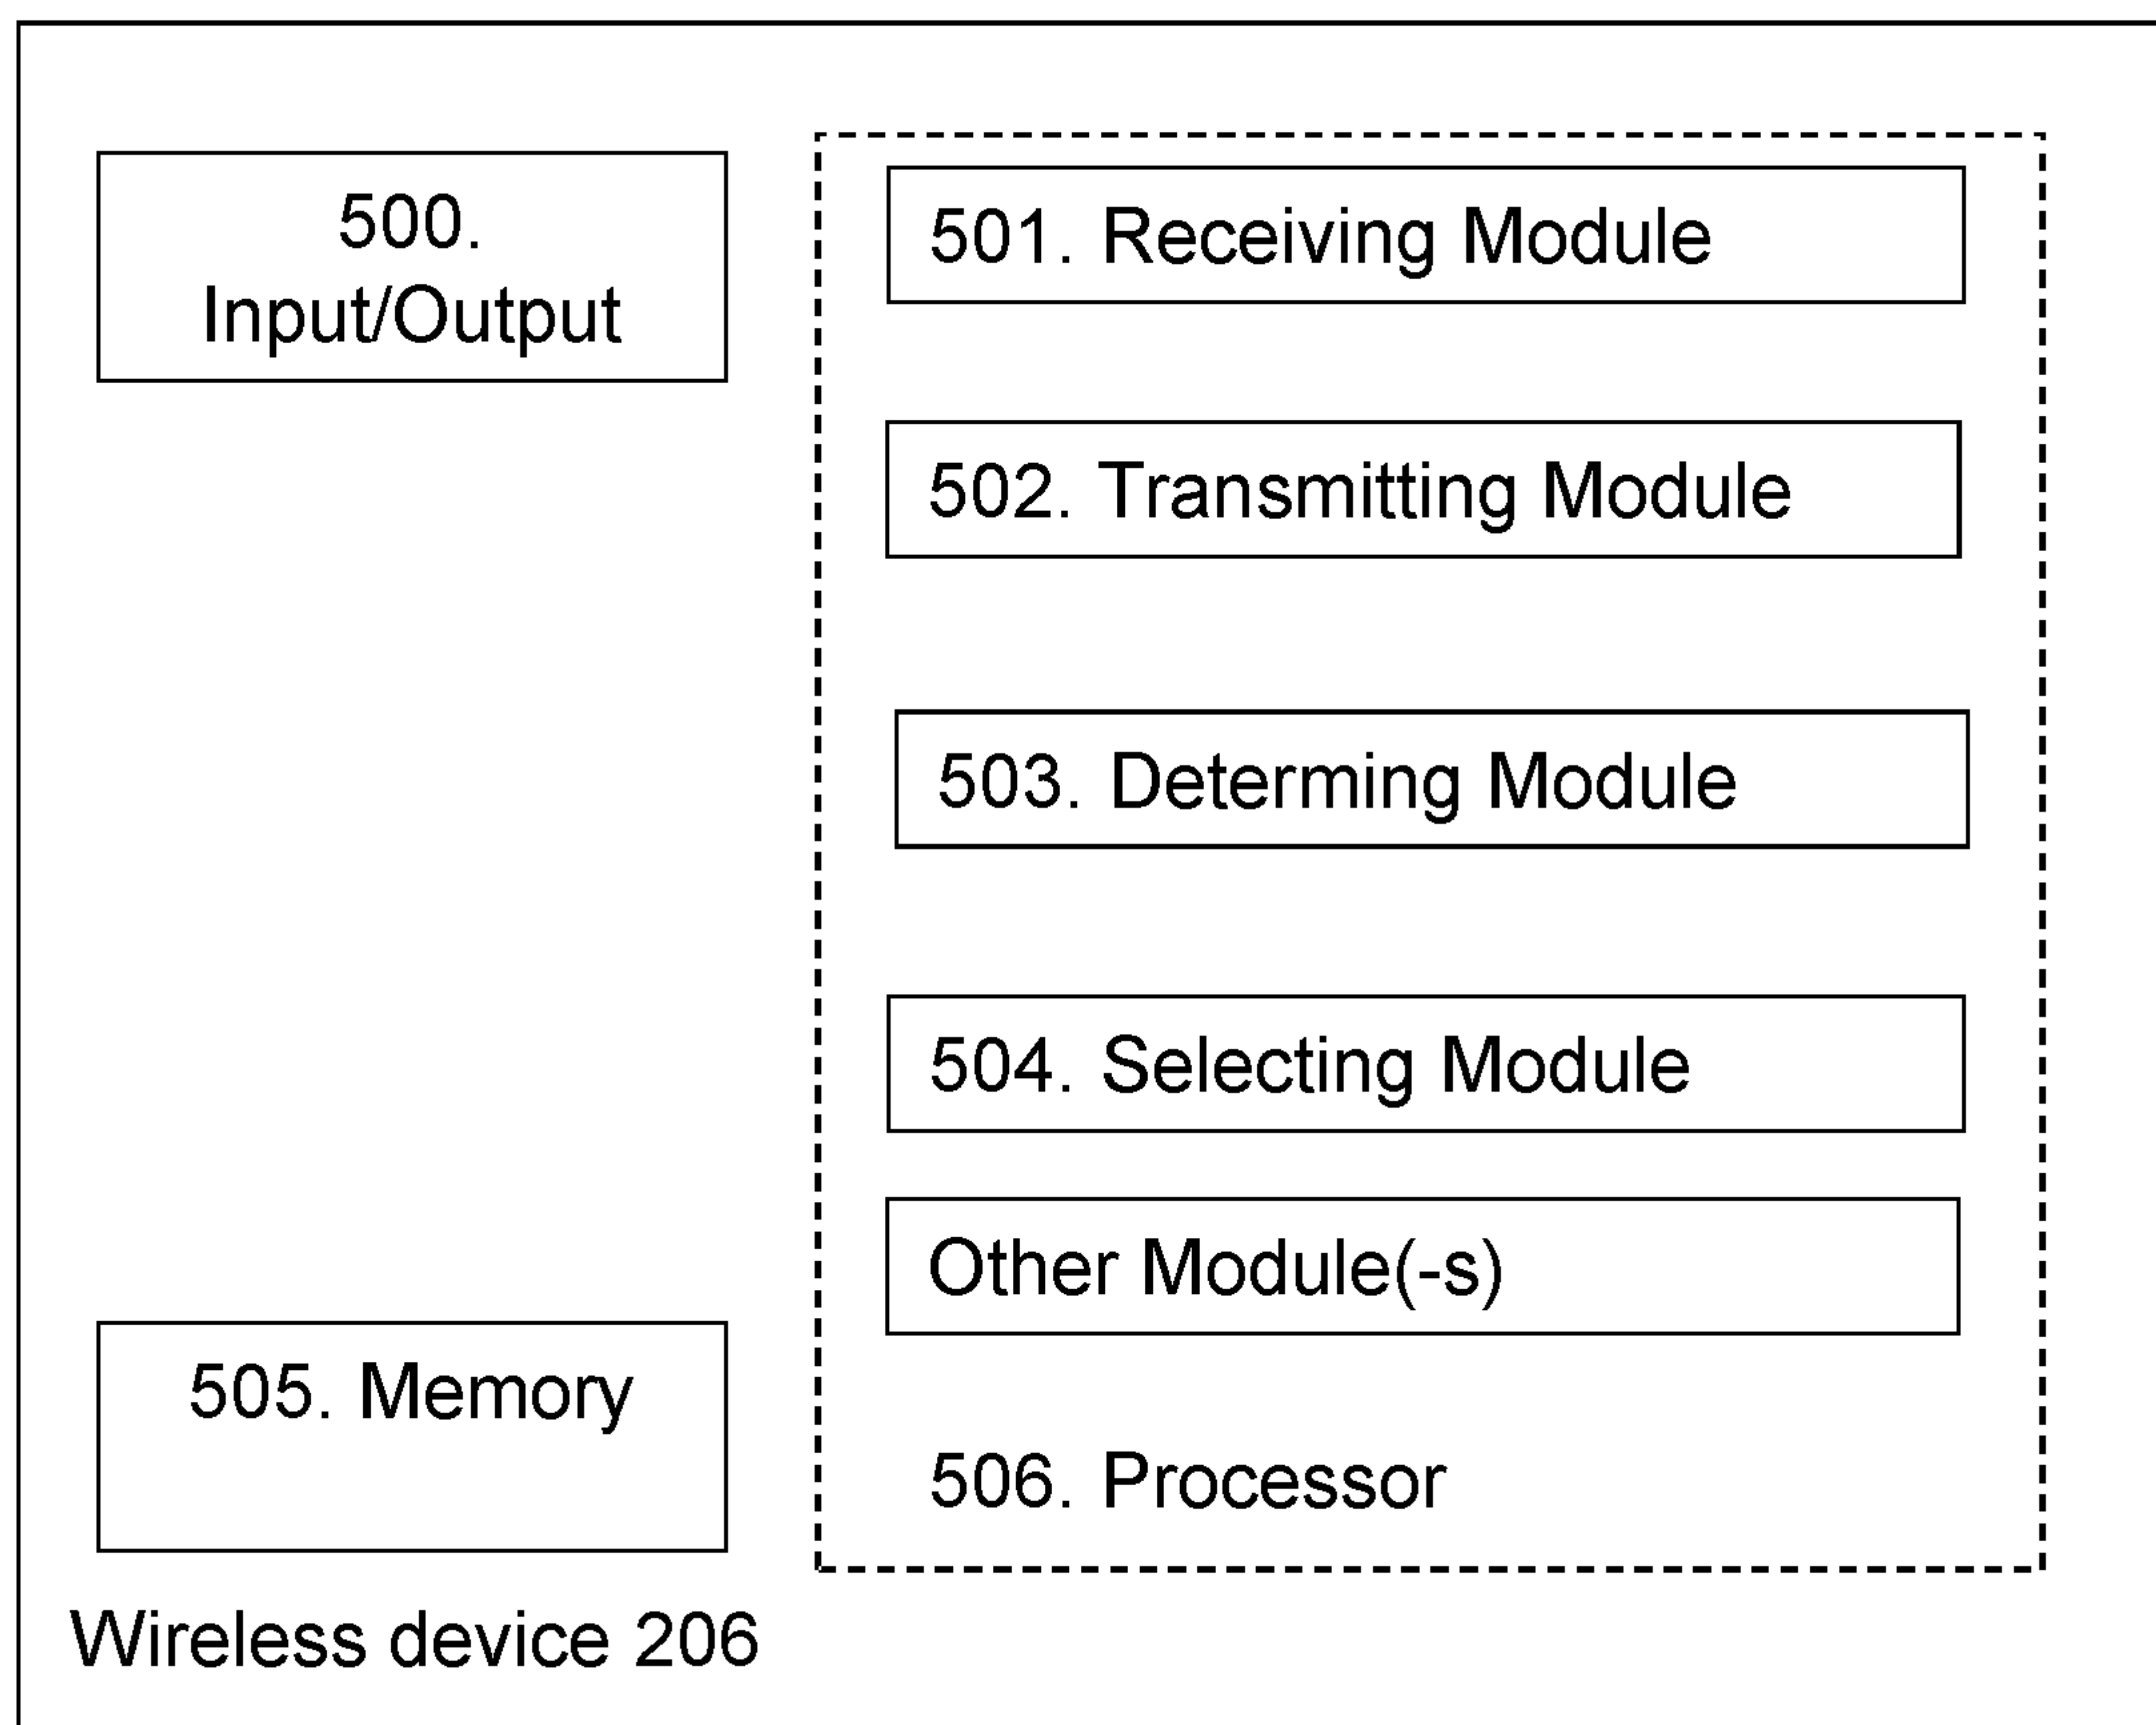 500.
Input/Output
501. Receiving Module
502. Transmitting Module
503. Determing Module
504. Selecting Module
Other Module(-s)
505. Memory
506. Processor
Wireless device 206